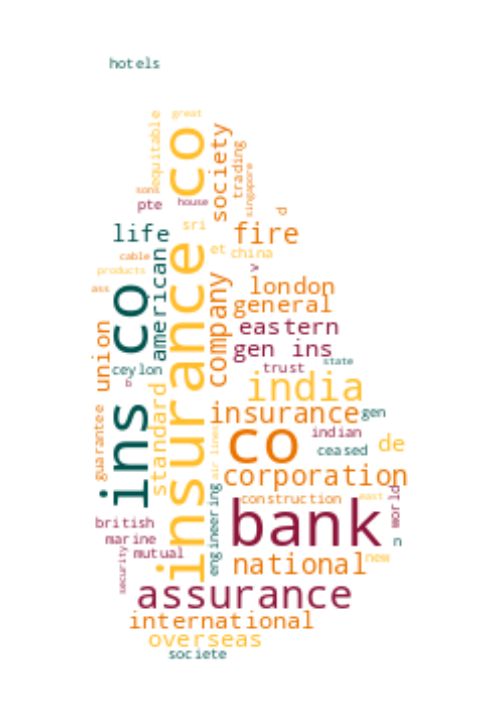 hotels
great
equitable
insurance co
society
trading
singapore
son
pte
house
d
life
sri
fire
et
china
cable
products
american
v
ass
ins co
company
london
general
union
eastern
ceylon
gen ins
state
trust
b
standard
india
guarantee
insurance
gen
co
indian
de
ceased
air lines
corporation
engineering
construction
east
world
bank
british
marine
mutual
n
security
national
new
assurance
international
overseas
societe